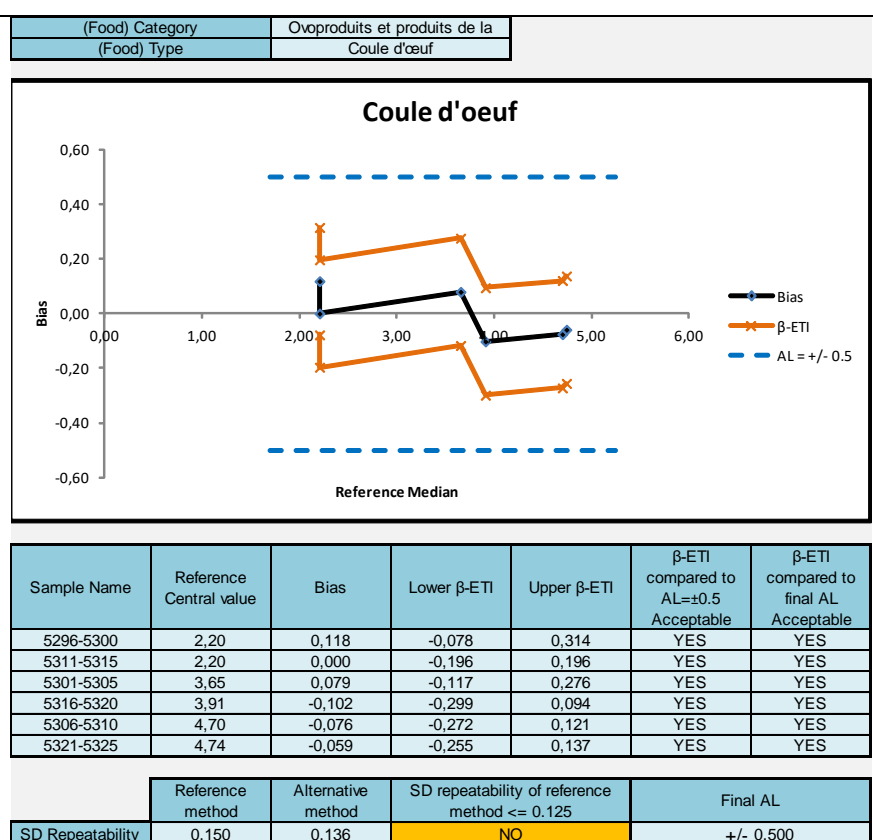 (Food) Category Ovoproduits et produits de la
(Food) Type Coule d'œuf
Coule d'oeuf
0,60
0,40
0,20
0,00
-0,20
-0,40
-0,60
0,00 1,00 2,00 3,00 4,00 5,00 6,00
Bias
Reference Median
Bias
β-ETI
AL = +/- 0.5
Sample Name Reference Central value Bias Lower β-ETI Upper β-ETI β-ETI compared to AL=±0.5 Acceptable β-ETI compared to final AL Acceptable
5296-5300 2,20 0,118 -0,078 0,314 YES YES
5311-5315 2,20 0,000 -0,196 0,196 YES YES
5301-5305 3,65 0,079 -0,117 0,276 YES YES
5316-5320 3,91 -0,102 -0,299 0,094 YES YES
5306-5310 4,70 -0,076 -0,272 0,121 YES YES
5321-5325 4,74 -0,059 -0,255 0,137 YES YES
Reference method Alternative method SD repeatability of reference method <= 0.125 Final AL
SD Repeatability 0,150 0,136 NO +/- 0,500